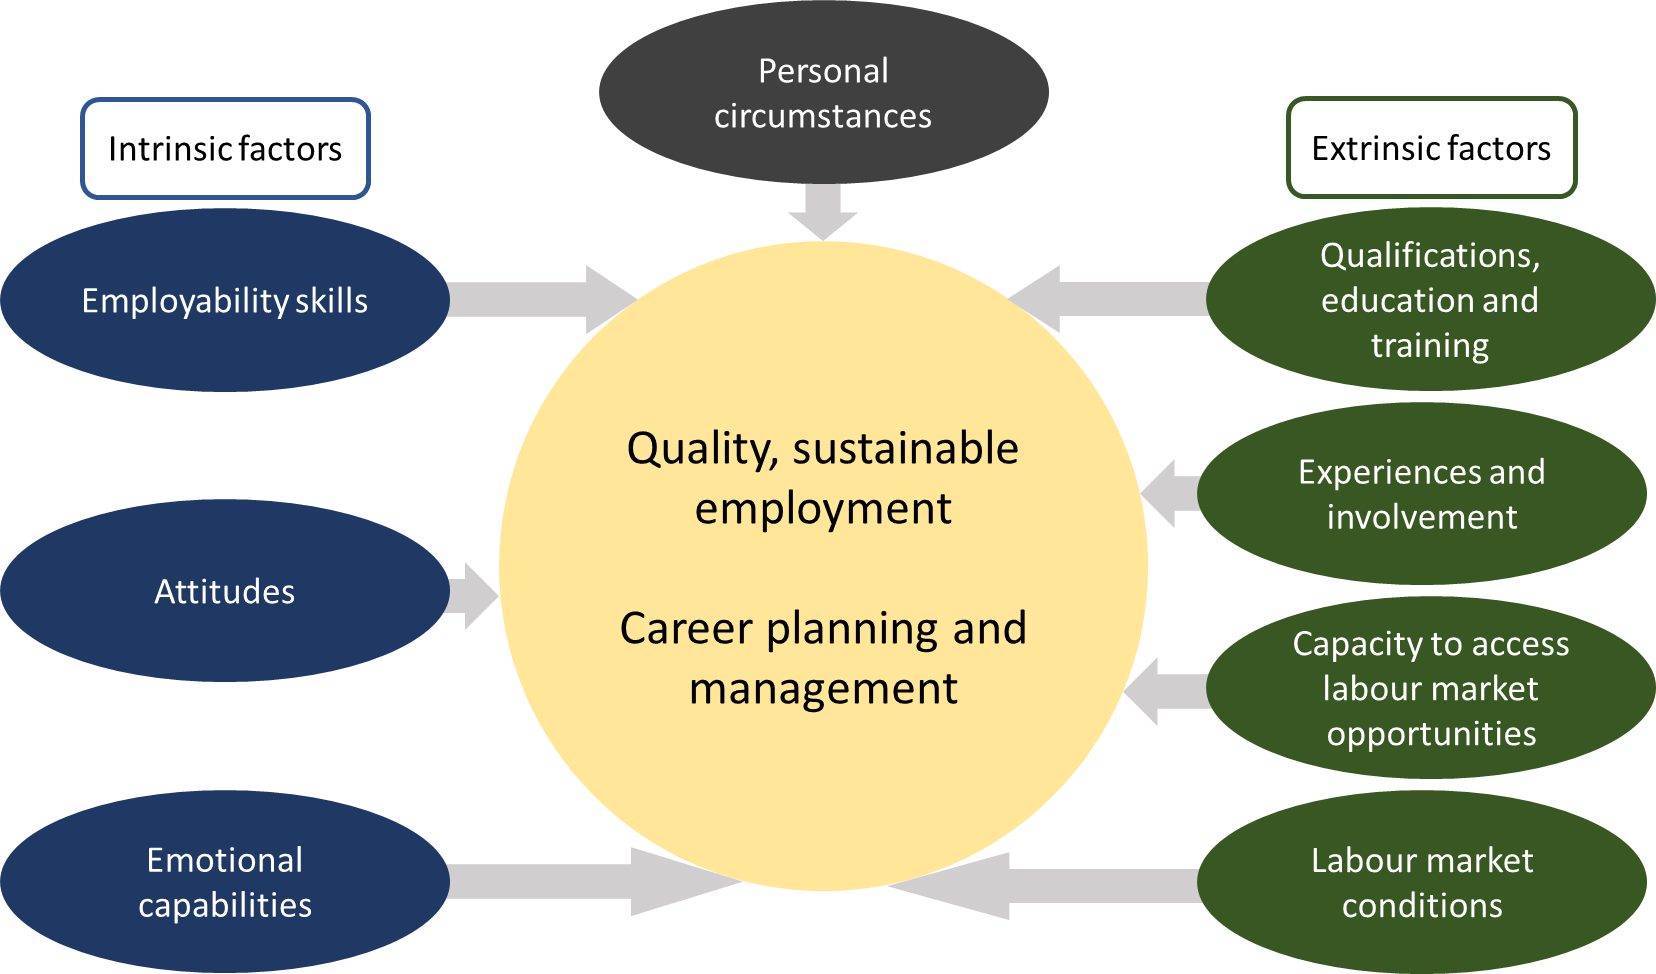 Personal
circumstances
Intrinsic factors
Employability skills
Attitudes
Emotional
capabilities
Quality, sustainable
employment
Career planning and
management
Extrinsic factors
Qualifications,
education and
training
Experiences and
involvement
Capacity to access
labour market
opportunities
Labour market
conditions